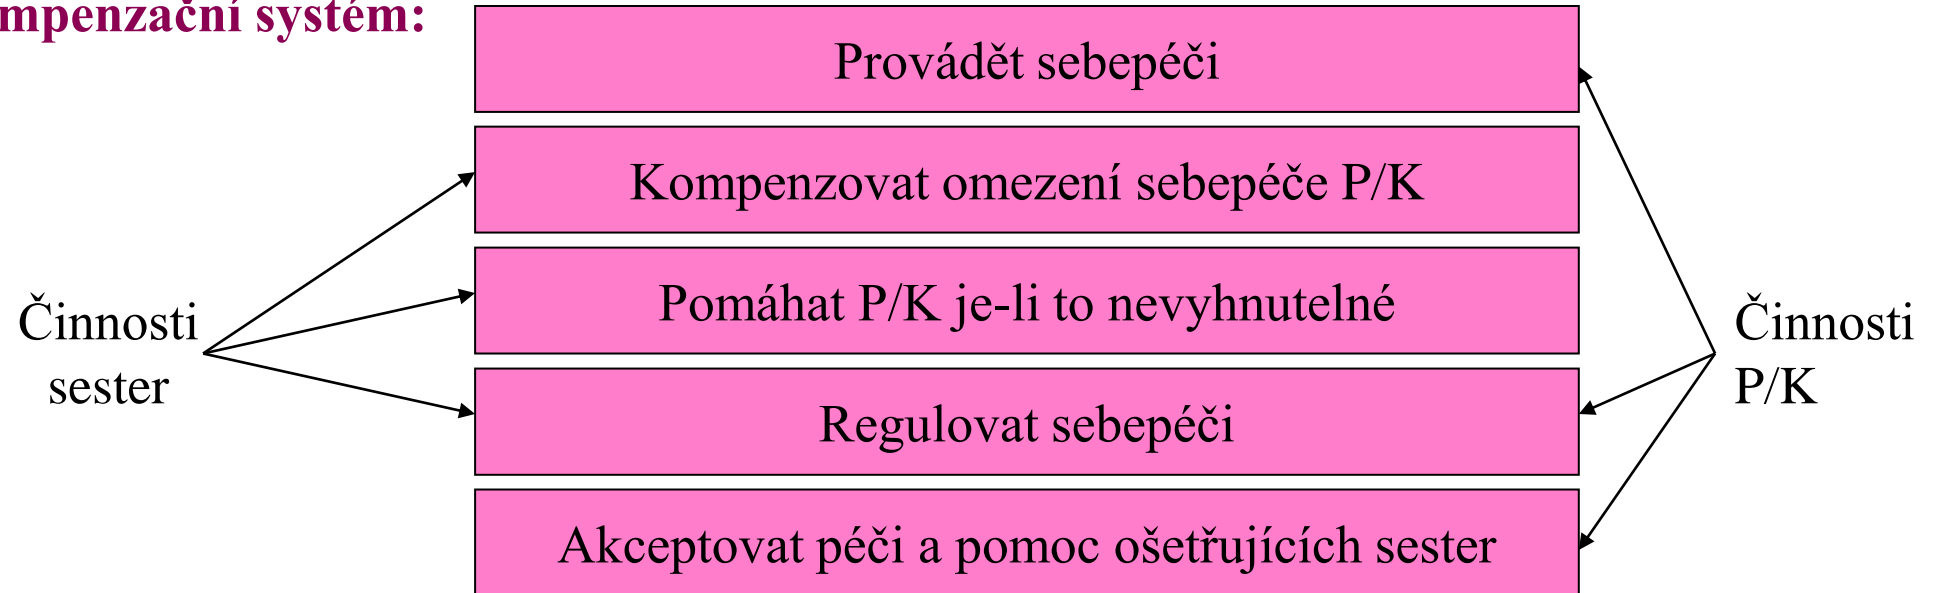 mpenzační systém:
Provádět sebepéči
Kompenzovat omezení sebepéče P/K
Pomáhat P/K je-li to nevyhnutelné
Činnosti
sester
Činnosti
P/K
Regulovat sebepéči
Akceptovat péči a pomoc ošetřujících sester